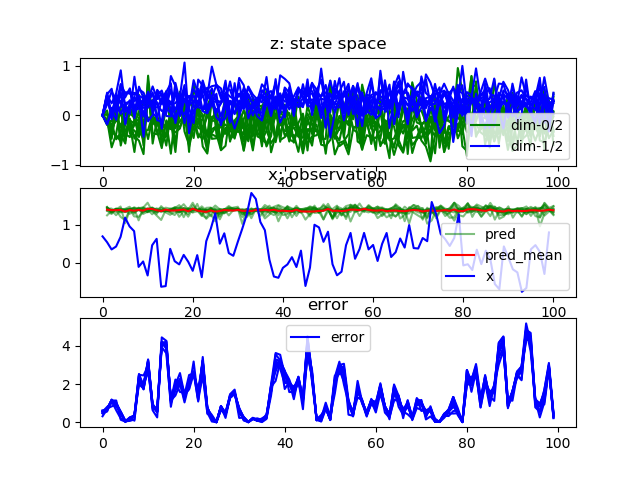 z: state space
1
0
−1
dim-0/2
dim-1/2
0 20 40 60 80 100
x: observation
1
0
pred
pred_mean
x
0 20 40 60 80 100
error
4
2
0
error
0 20 40 60 80 100